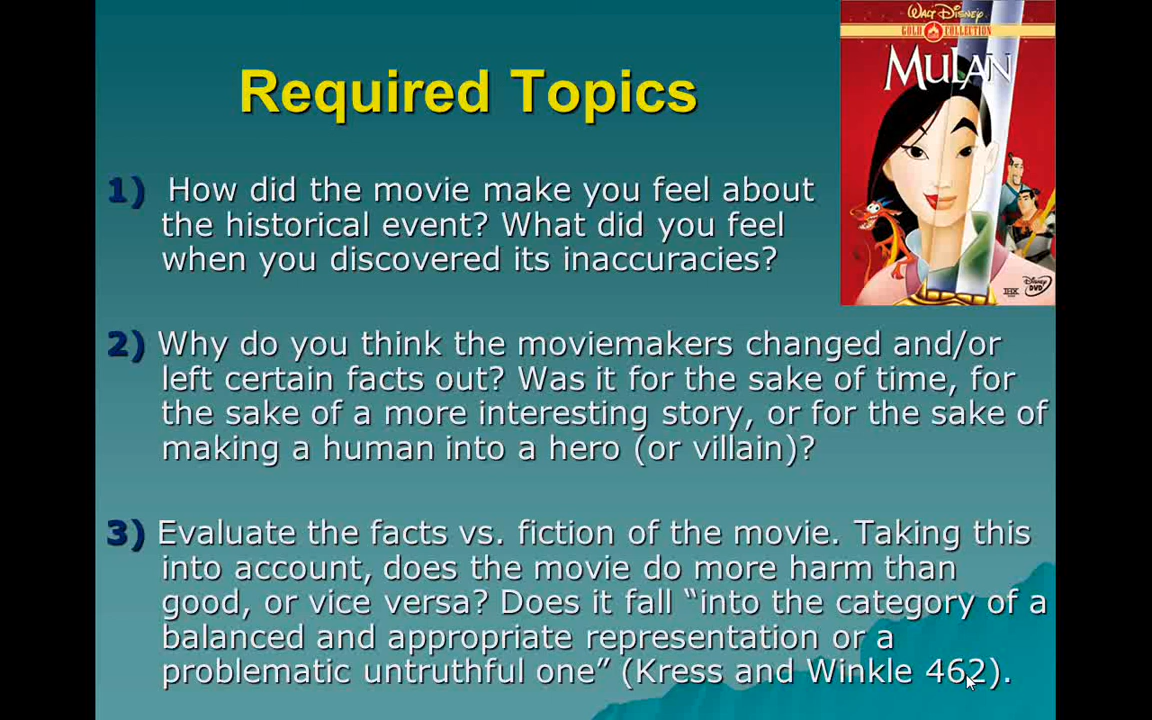 WALT DISNEY
GOLD COLLECTION
MULAN
Required Topics
1) How did the movie make you feel about
the historical event? What did you feel
when you discovered its inaccuracies?
THX
Disney
DVD
2) Why do you think the moviemakers changed and/or
left certain facts out? Was it for the sake of time, for
the sake of a more interesting story, or for the sake of
making a human into a hero (or villain)?
3) Evaluate the facts vs. fiction of the movie. Taking this
into account, does the movie do more harm than
good, or vice versa? Does it fall “into the category of a
balanced and appropriate representation or a
problematic untruthful one” (Kress and Winkle 462).